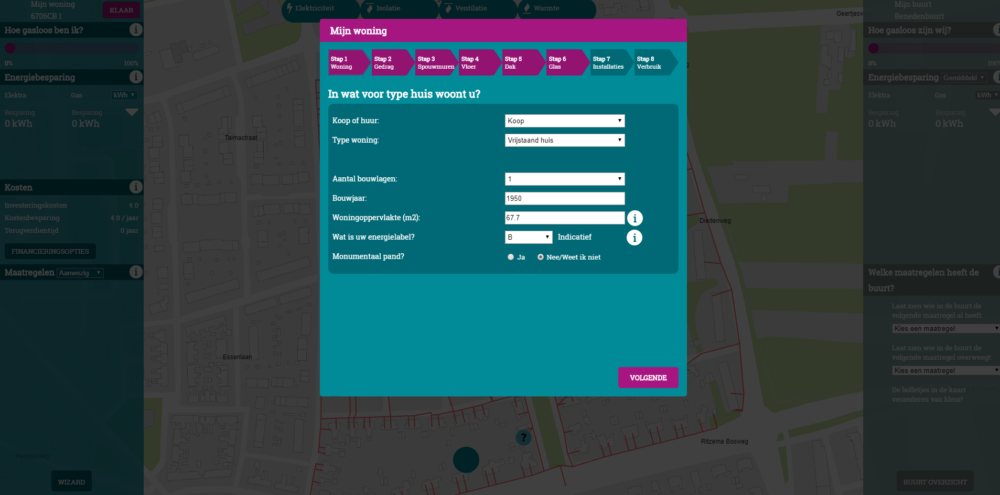 Mijn woning
6706CB 1
KLAAR
Hoe gasloos ben ik?
0%
100%
Energiebesparing
Elektra
Gas
kWh
Besparing
Besparing
0 kWh
0 kWh
Kosten
Investeringskosten
€ 0
Kostenbesparing
€ 0 / jaar
Terugverdientijd
0 jaar
FINANCIERINGSOPTIES
Maatregelen
Aanwezig
WIZARD
Elektriciteit
Isolatie
Ventilatie
Warmte
Mijn woning
Stap 1
Woning
Stap 2
Gedrag
Stap 3
Spouwmuren
Stap 4
Vloer
Stap 5
Dak
Stap 6
Glas
Stap 7
Installaties
Stap 8
Verbruik
In wat voor type huis woont u?
Koop of huur:
Koop
Type woning:
Vrijstaand huis
Aantal bouwlagen:
1
Bouwjaar:
1950
Woningoppervlakte (m2):
67.7
Wat is uw energielabel?
B
Indicatief
Monumentaal pand?
Ja
Nee/Weet ik niet
VOLGENDE
Talmastraat
Essenlaan
Harnjesweg
Diedenweg
Ritzema Bosweg
?
Mijn buurt
Benedenbuurt
Hoe gasloos zijn wij?
0%
100%
Energiebesparing
Gemiddeld
Elektra
Gas
kWh
Besparing
Besparing
0 kWh
0 kWh
Welke maatregelen heeft de
buurt?
Laat zien wie in de buurt de
volgende maatregel al heeft:
Kies een maatregel
Laat zien wie in de buurt de
volgende maatregel overweegt:
Kies een maatregel
De bolletjes in de kaart
veranderen van kleur!
BUURT OVERZICHT